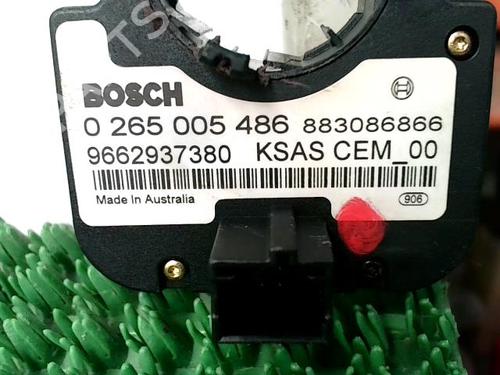 BOSCH
0 265 005 486 883086866
9662937380 KSAS CEM_00
Made In Australia
906